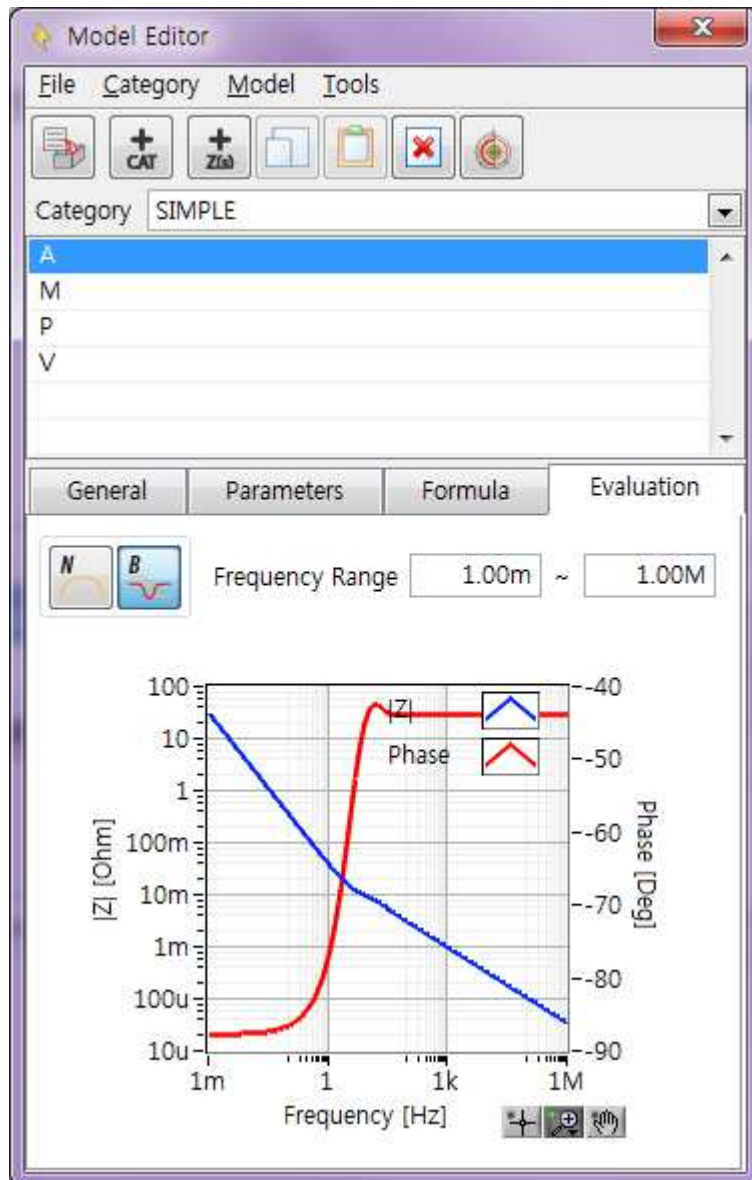 Model Editor
File Category Model Tools
CAT Z(s)
Category SIMPLE
A
M
P
V
General Parameters Formula Evaluation
N B Frequency Range 1.00m ~ 1.00M
100 -40
|Z|
10 Phase -50
1
100m -60
|Z| [Ohm] Phase [Deg]
10m -70
1m
-80
100u
10u -90
1m 1 1k 1M
Frequency [Hz]